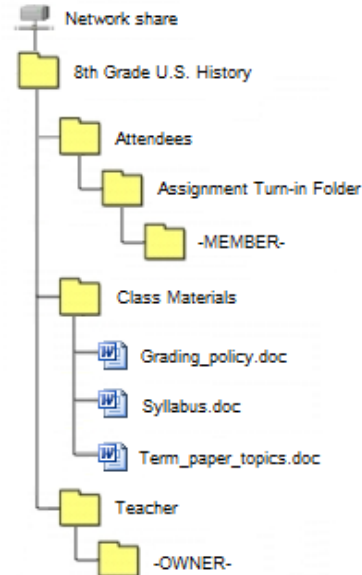 Network share
8th Grade U.S. History
Attendees
Assignment Turn-in Folder
-MEMBER-
Class Materials
Grading_policy.doc
Syllabus.doc
Term_paper_topics.doc
Teacher
-OWNER-